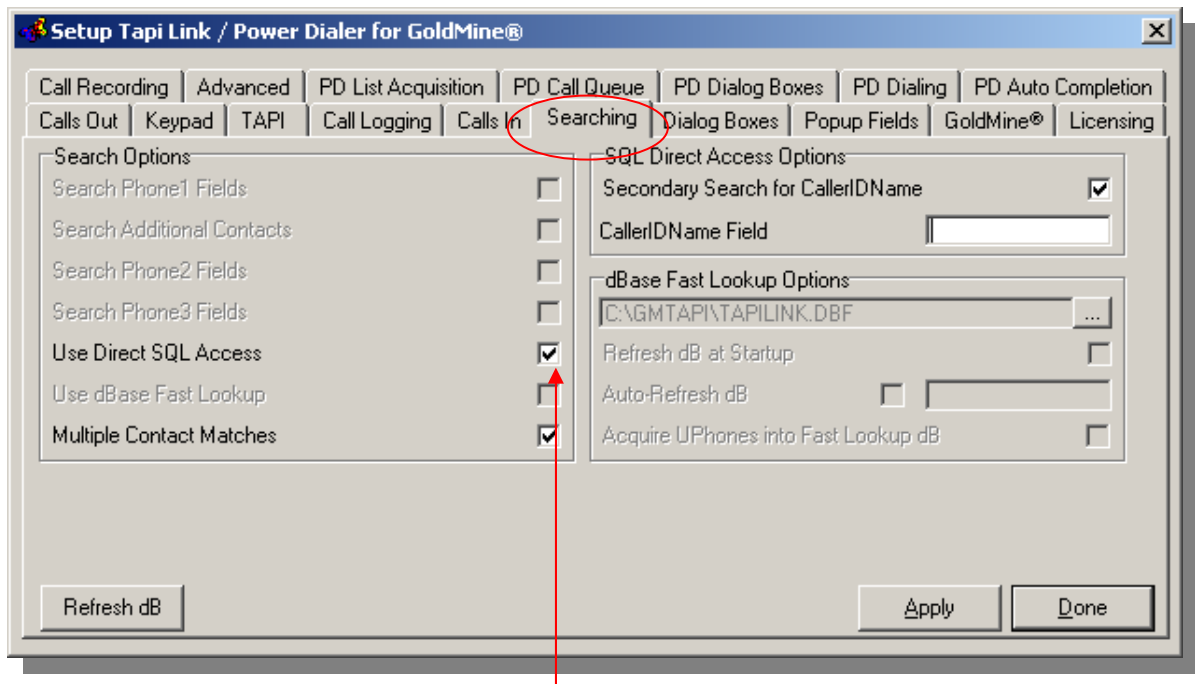 Setup Tapi Link / Power Dialer for GoldMine®
Call Recording Advanced PD List Acquisition PD Call Queue PD Dialog Boxes PD Dialing PD Auto Completion
Calls Out Keypad TAPI Call Logging Calls In Searching Dialog Boxes Popup Fields GoldMine® Licensing
Search Options
Search Phone1 Fields
Search Additional Contacts
Search Phone2 Fields
Search Phone3 Fields
Use Direct SQL Access
Use dBase Fast Lookup
Multiple Contact Matches
SQL Direct Access Options
Secondary Search for CallerIDName
CallerIDName Field
dBase Fast Lookup Options
C:\GMTAPI\TAPILINK.DBF ...
Refresh dB at Startup
Auto-Refresh dB
Acquire UPhones into Fast Lookup dB
Refresh dB Apply Done